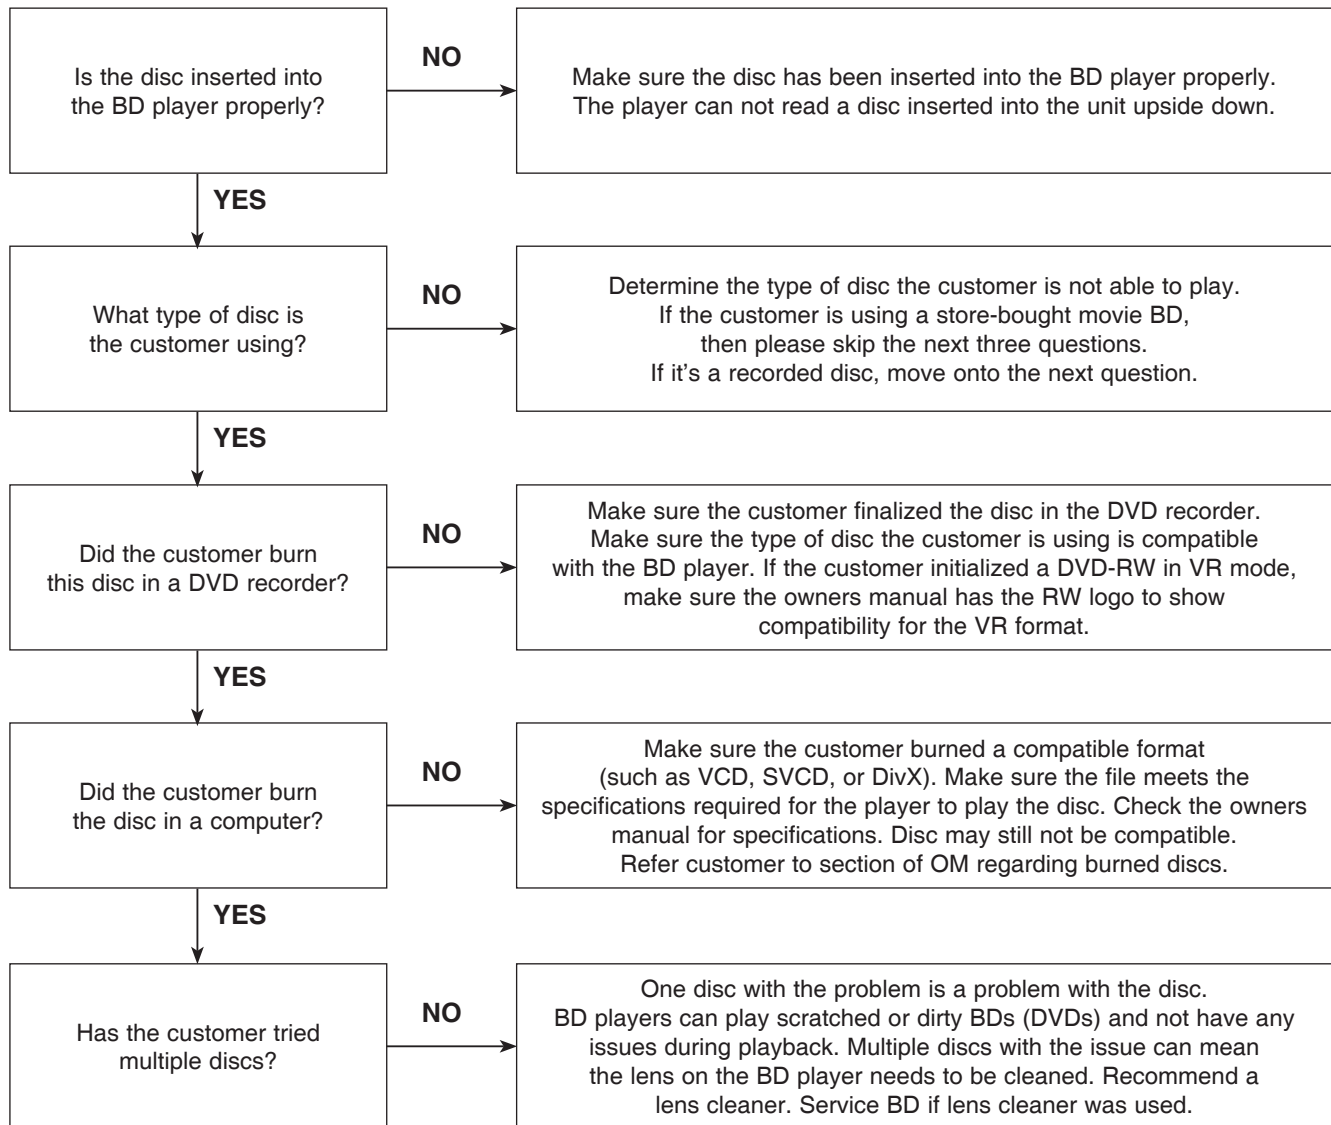 Is the disc inserted into
the BD player properly?
NO
Make sure the disc has been inserted into the BD player properly.
The player can not read a disc inserted into the unit upside down.
YES
What type of disc is
the customer using?
NO
Determine the type of disc the customer is not able to play.
If the customer is using a store-bought movie BD,
then please skip the next three questions.
If it's a recorded disc, move onto the next question.
YES
Did the customer burn
this disc in a DVD recorder?
NO
Make sure the customer finalized the disc in the DVD recorder.
Make sure the type of disc the customer is using is compatible
with the BD player. If the customer initialized a DVD-RW in VR mode,
make sure the owners manual has the RW logo to show
compatibility for the VR format.
YES
Did the customer burn
the disc in a computer?
NO
Make sure the customer burned a compatible format
(such as VCD, SVCD, or DivX). Make sure the file meets the
specifications required for the player to play the disc. Check the owners
manual for specifications. Disc may still not be compatible.
Refer customer to section of OM regarding burned discs.
YES
Has the customer tried
multiple discs?
NO
One disc with the problem is a problem with the disc.
BD players can play scratched or dirty BDs (DVDs) and not have any
issues during playback. Multiple discs with the issue can mean
the lens on the BD player needs to be cleaned. Recommend a
lens cleaner. Service BD if lens cleaner was used.